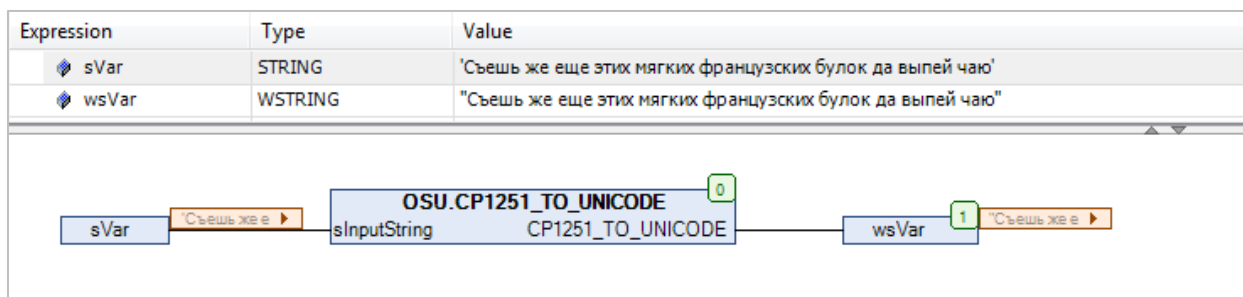 Expression Type Value
sVar STRING 'Съешь же еще этих мягких французских булок да выпей чаю'
wsVar WSTRING "Съешь же еще этих мягких французских булок да выпей чаю"
OSU.CP1251_TO_UNICODE 0
sVar 'Съешь же е sInputString CP1251_TO_UNICODE wsVar 1 "Съешь же е